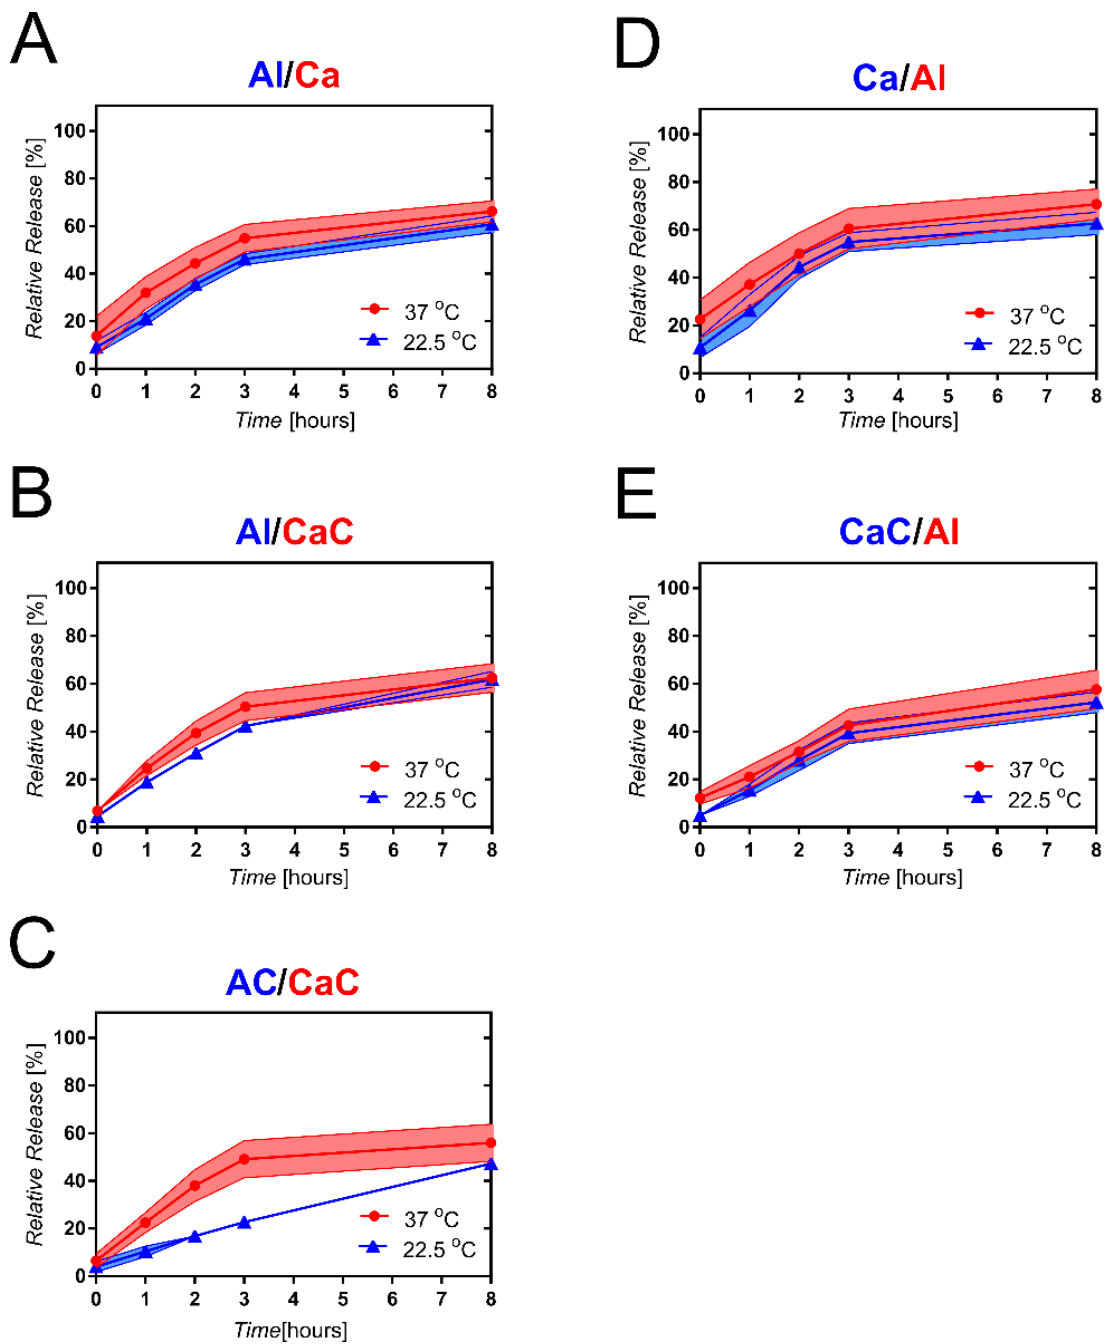 A
Al/Ca
Relative Release [%]
100
80
60
40
20
0
37 °C
22.5 °C
0 1 2 3 4 5 6 7 8
Time [hours]
D
Ca/Al
Relative Release [%]
100
80
60
40
20
0
37 °C
22.5 °C
0 1 2 3 4 5 6 7 8
Time [hours]
B
Al/CaC
Relative Release [%]
100
80
60
40
20
0
37 °C
22.5 °C
0 1 2 3 4 5 6 7 8
Time [hours]
E
CaC/Al
Relative Release [%]
100
80
60
40
20
0
37 °C
22.5 °C
0 1 2 3 4 5 6 7 8
Time [hours]
C
AC/CaC
Relative Release [%]
100
80
60
40
20
0
37 °C
22.5 °C
0 1 2 3 4 5 6 7 8
Time[hours]